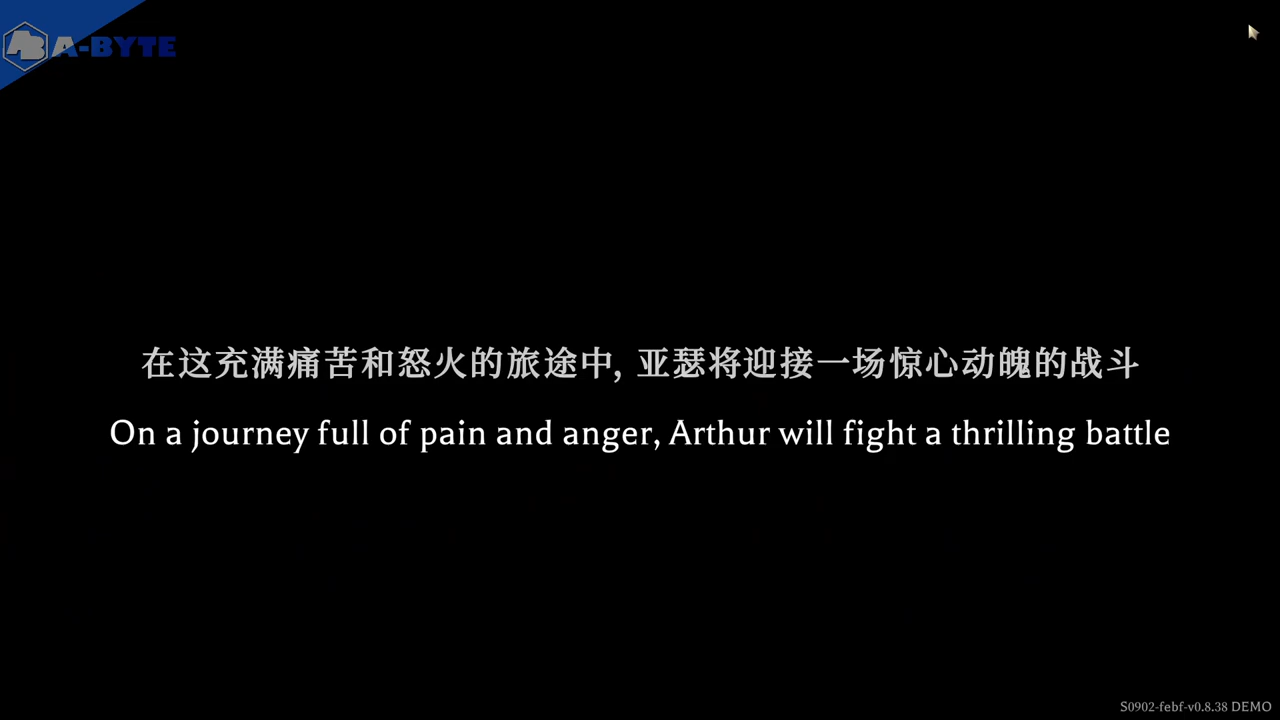 A-BYTE
在这充满痛苦和怒火的旅途中, 亚瑟将迎接一场惊心动魄的战斗
On a journey full of pain and anger, Arthur will fight a thrilling battle
S0902-febf-v0.8.38 DEMO